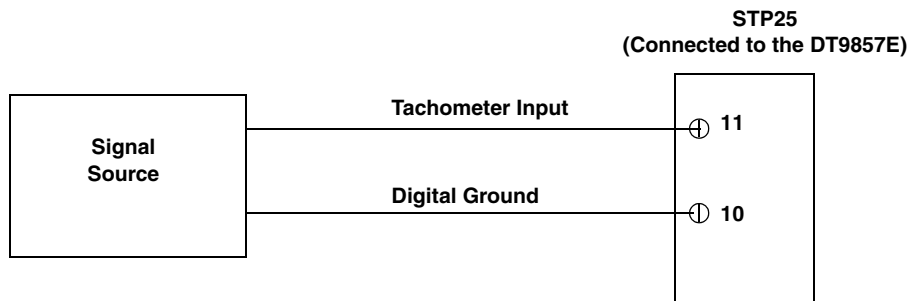 STP25
(Connected to the DT9857E)
Tachometer Input
11
Signal
Source
Digital Ground
10